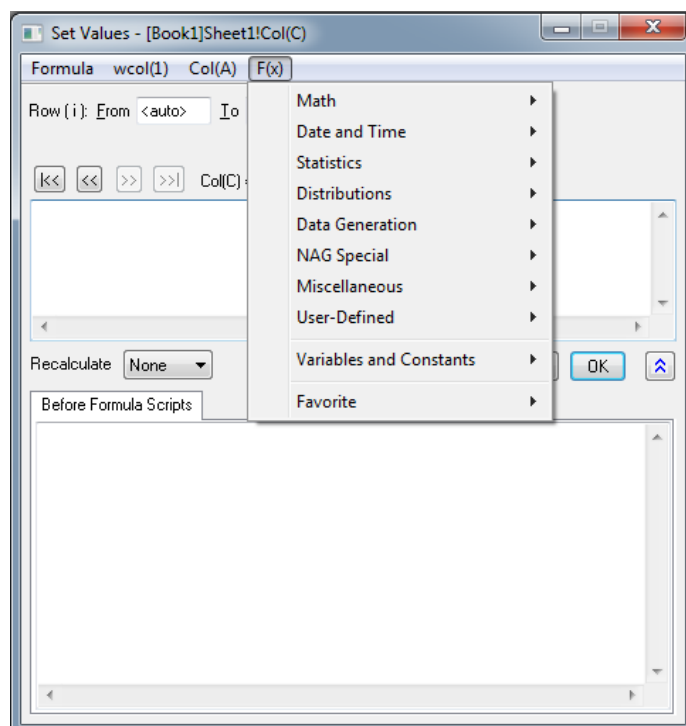 Set Values - [Book1]Sheet1!Col(C)
Formula wcol(1) Col(A) F(x)
Row (i): From <auto> To
<< >> Col(C) =
Math
Date and Time
Statistics
Distributions
Data Generation
NAG Special
Miscellaneous
User-Defined
Variables and Constants
Favorite
Recalculate None OK
Before Formula Scripts